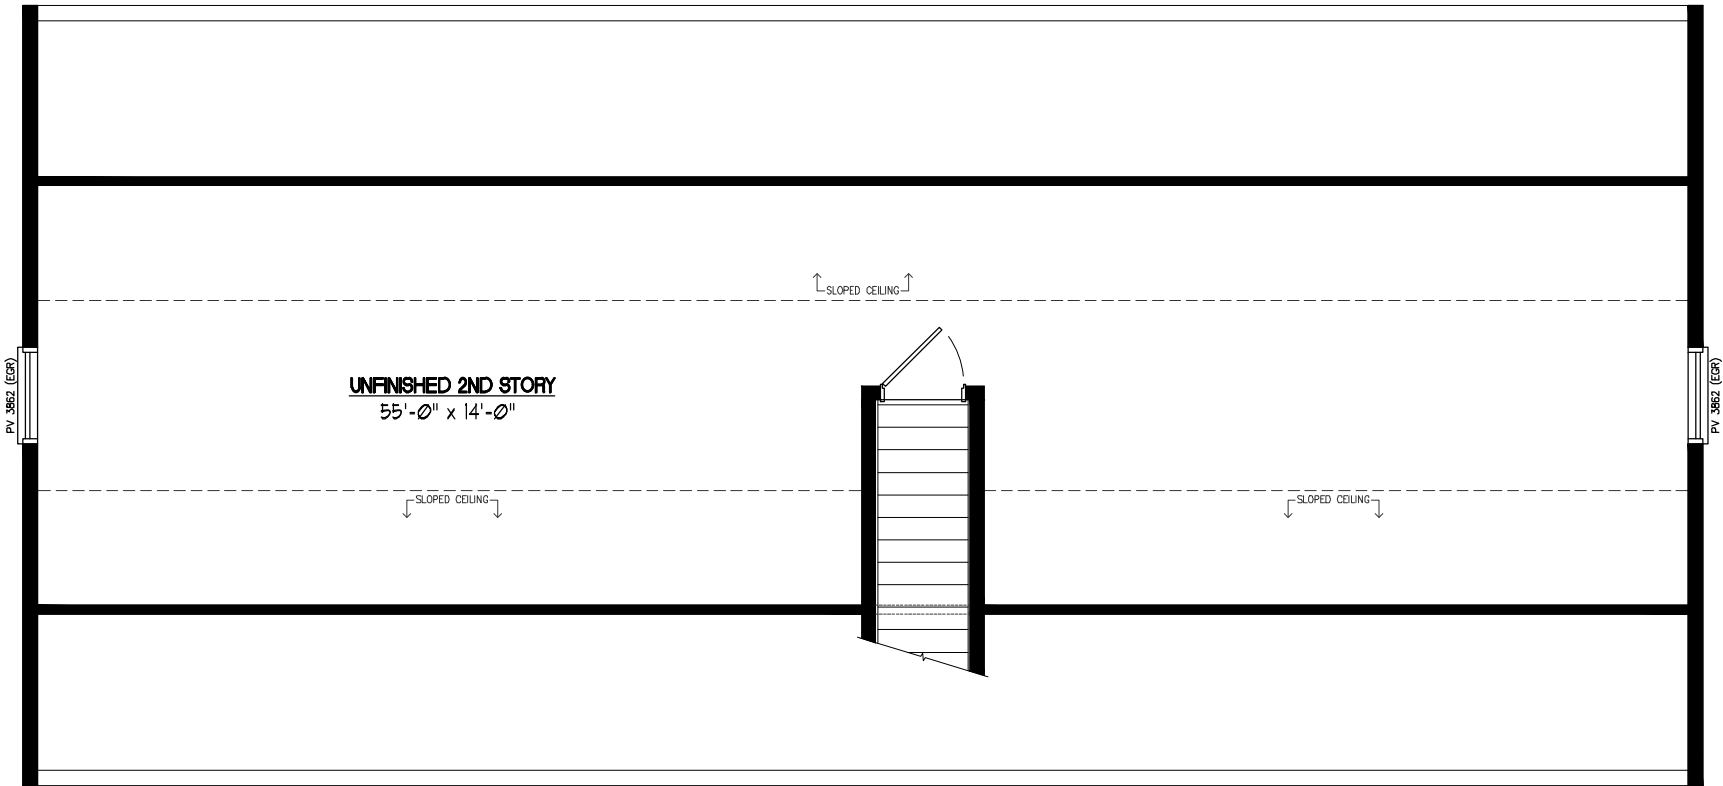 SLOPED CEILING
PV 3862 (EGR)
UNFINISHED 2ND STORY
55'-0" x 14'-0"
PV 3862 (EGR)
SLOPED CEILING
SLOPED CEILING